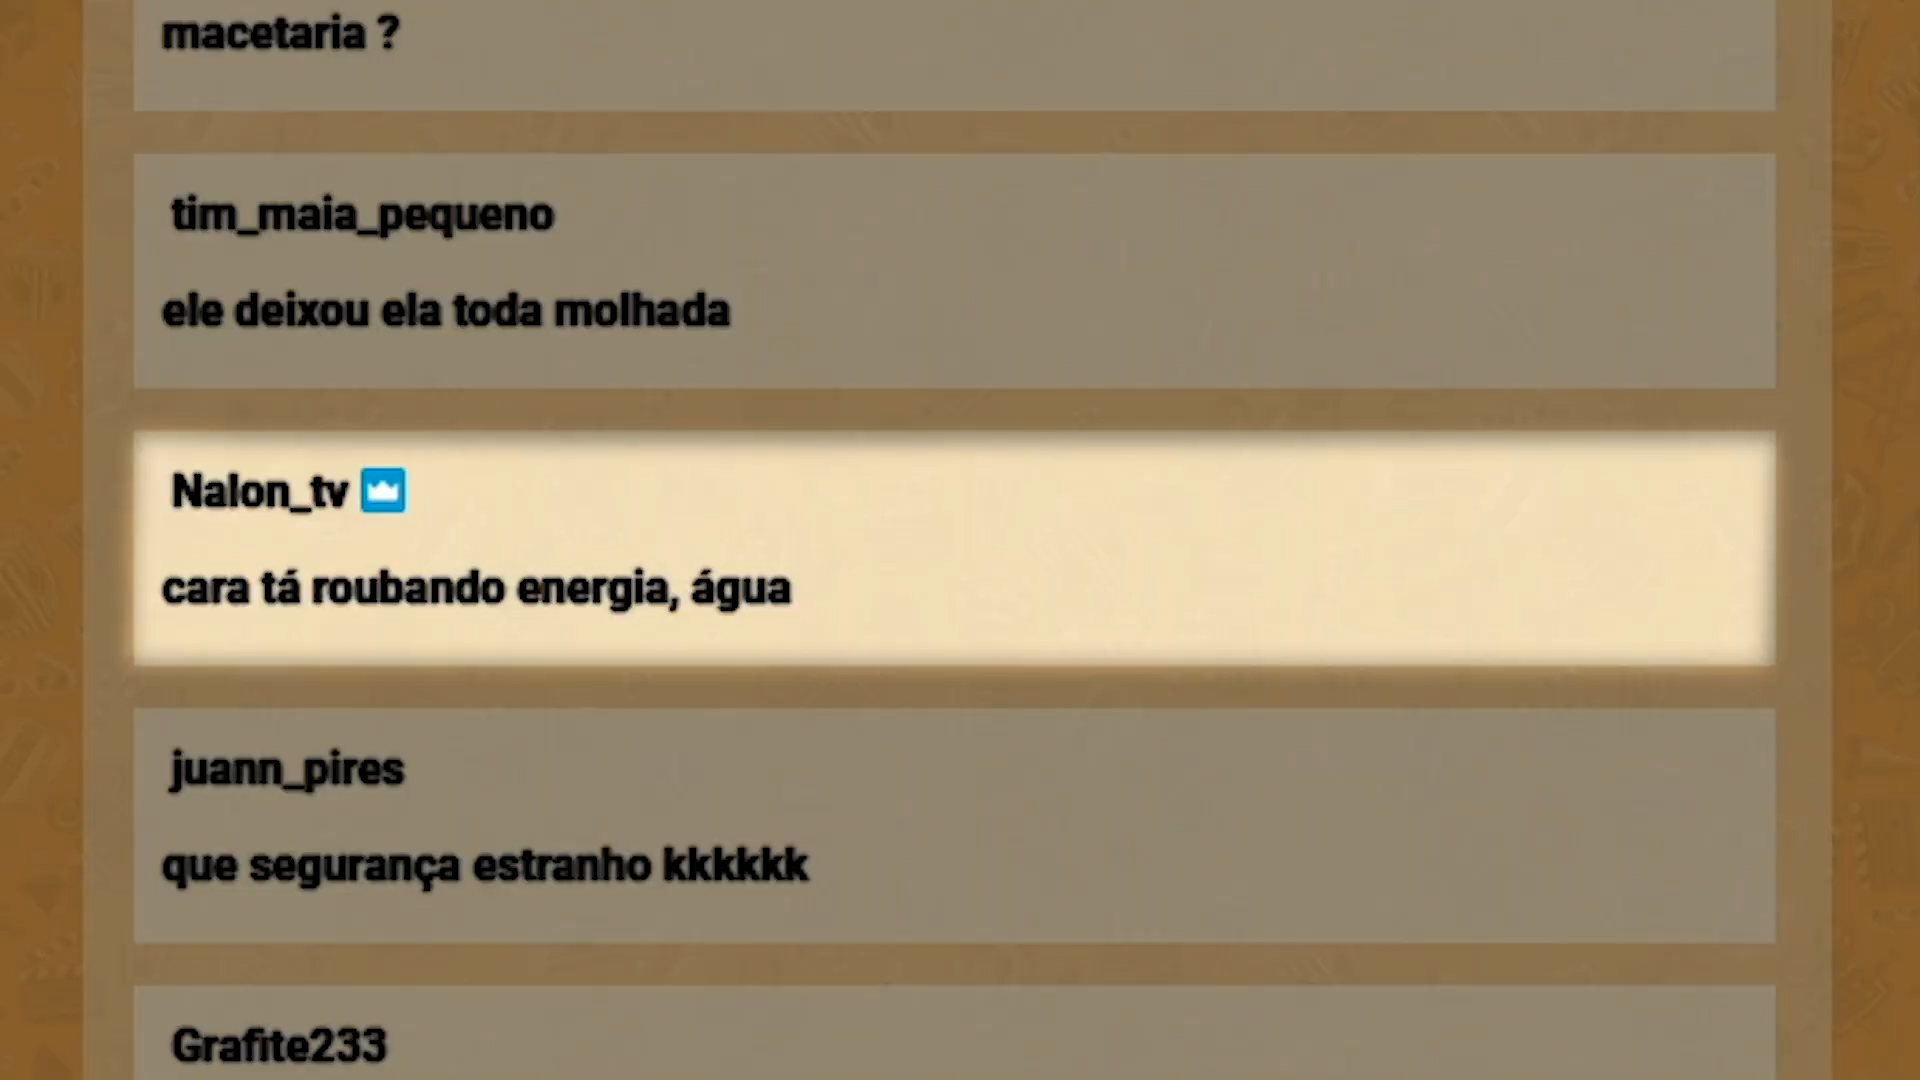 macetaria ?
tim_maia_pequeno
ele deixou ela toda molhada
Nalon_tv
cara tá roubando energia, água
juann_pires
que segurança estranho kkkkkk
Grafite233